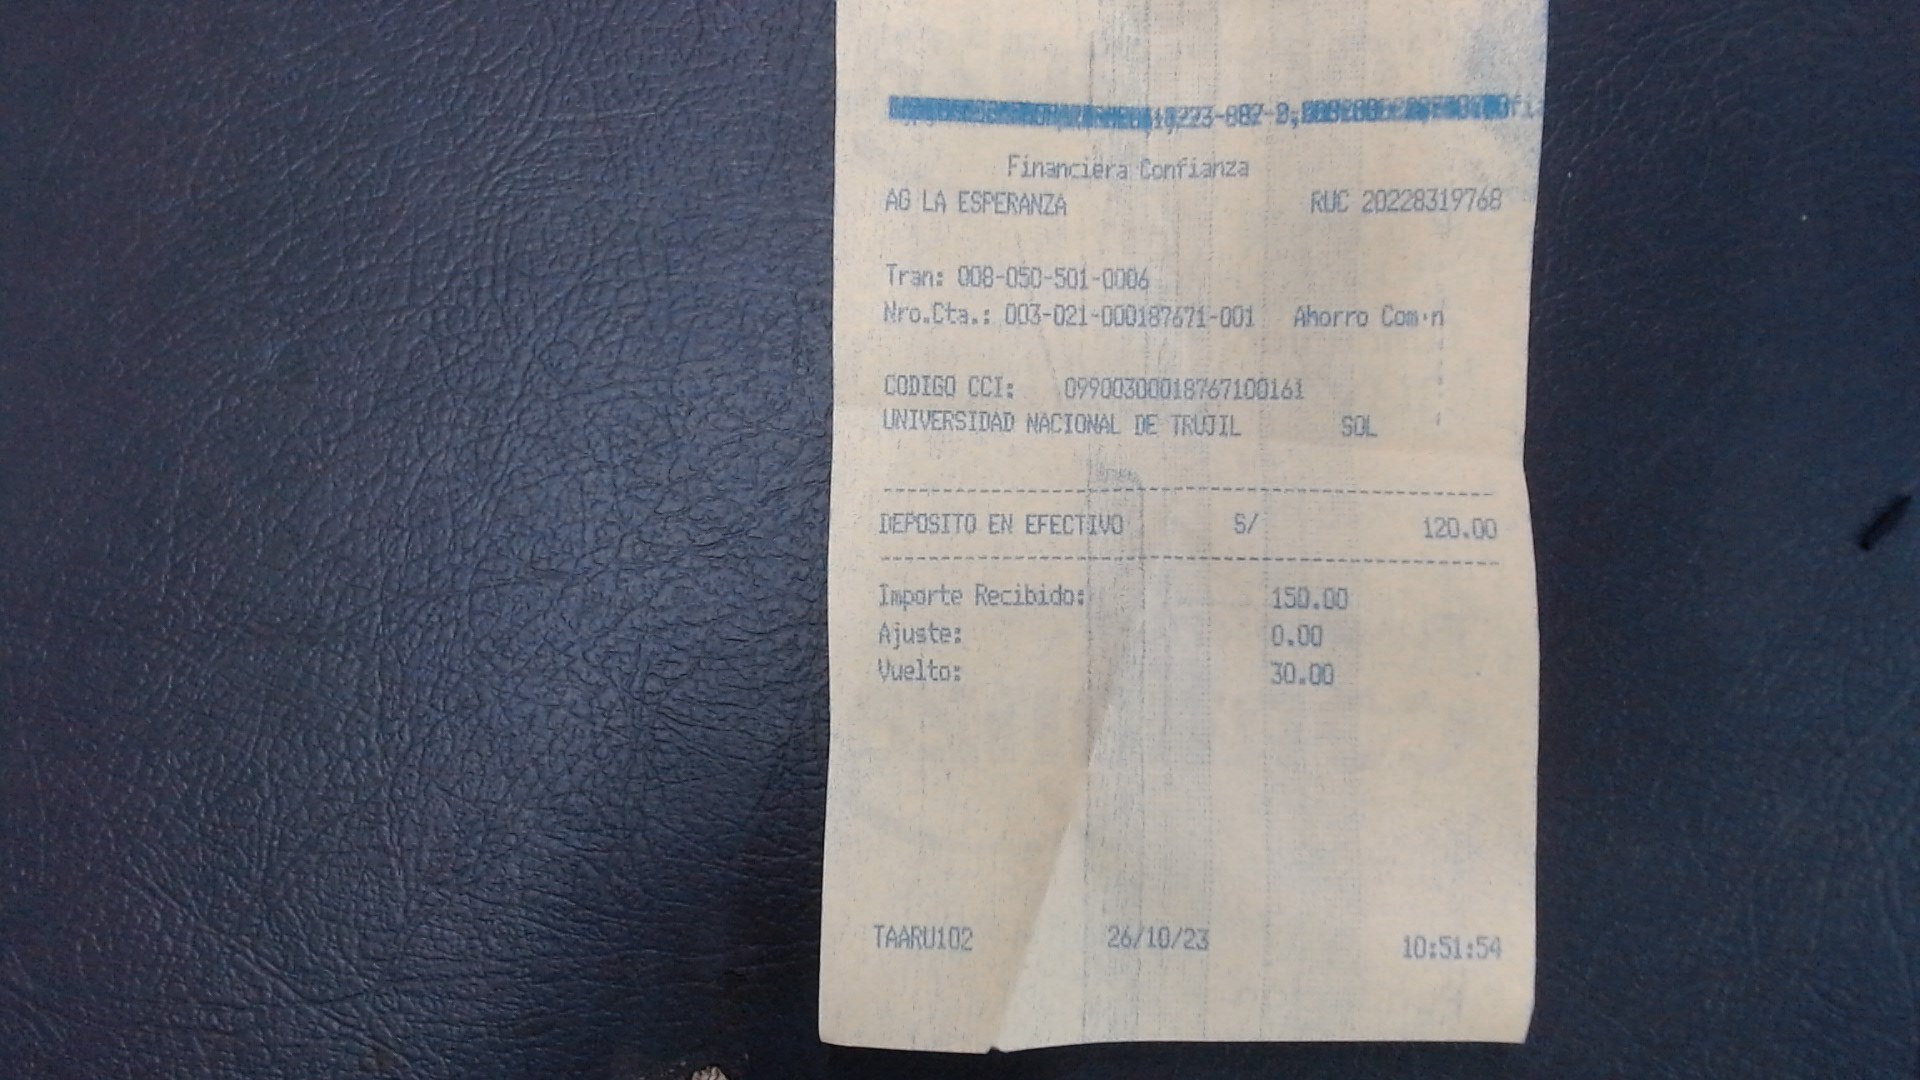 Financiera Confianza
AG LA ESPERANZA RUC 20228319768
Tran: 008-050-501-0006
Nro.Cta.: 003-021-000187671-001 Ahorro Com·n
CODIGO CCI: 09900300018767100161
UNIVERSIDAD NACIONAL DE TRUJIL SOL
DEPOSITO EN EFECTIVO S/ 120.00
Importe Recibido: 150.00
Ajuste: 0.00
Vuelto: 30.00
TAARU102 26/10/23 10:51:54